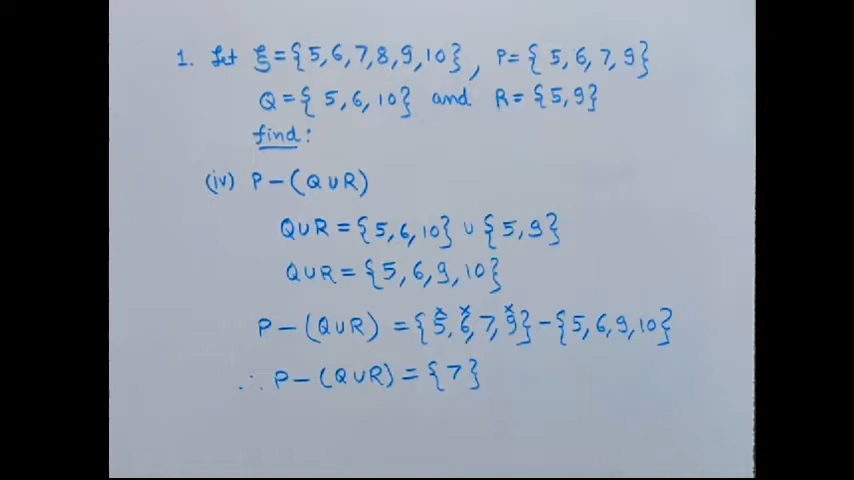 1. Let ξ = {5, 6, 7, 8, 9, 10}, P = {5, 6, 7, 9}
Q = {5, 6, 10} and R = {5, 9}
find:
(iv) P - (Q ∪ R)
Q ∪ R = {5, 6, 10} ∪ {5, 9}
Q ∪ R = {5, 6, 9, 10}
P - (Q ∪ R) = {5, 6, 7, 9} - {5, 6, 9, 10}
∴ P - (Q ∪ R) = {7}